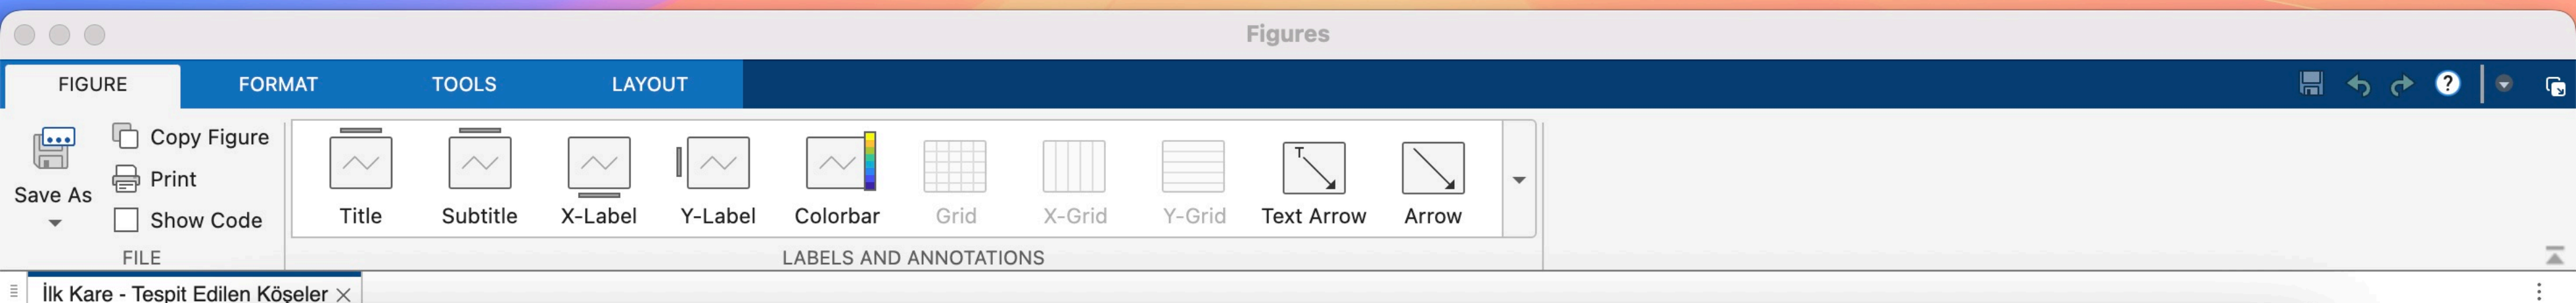 Figures
FIGURE FORMAT TOOLS LAYOUT
Save As
Copy Figure
Print
Show Code
FILE
Title Subtitle X-Label Y-Label Colorbar Grid X-Grid Y-Grid Text Arrow Arrow
LABELS AND ANNOTATIONS
İlk Kare - Tespit Edilen Köşeler